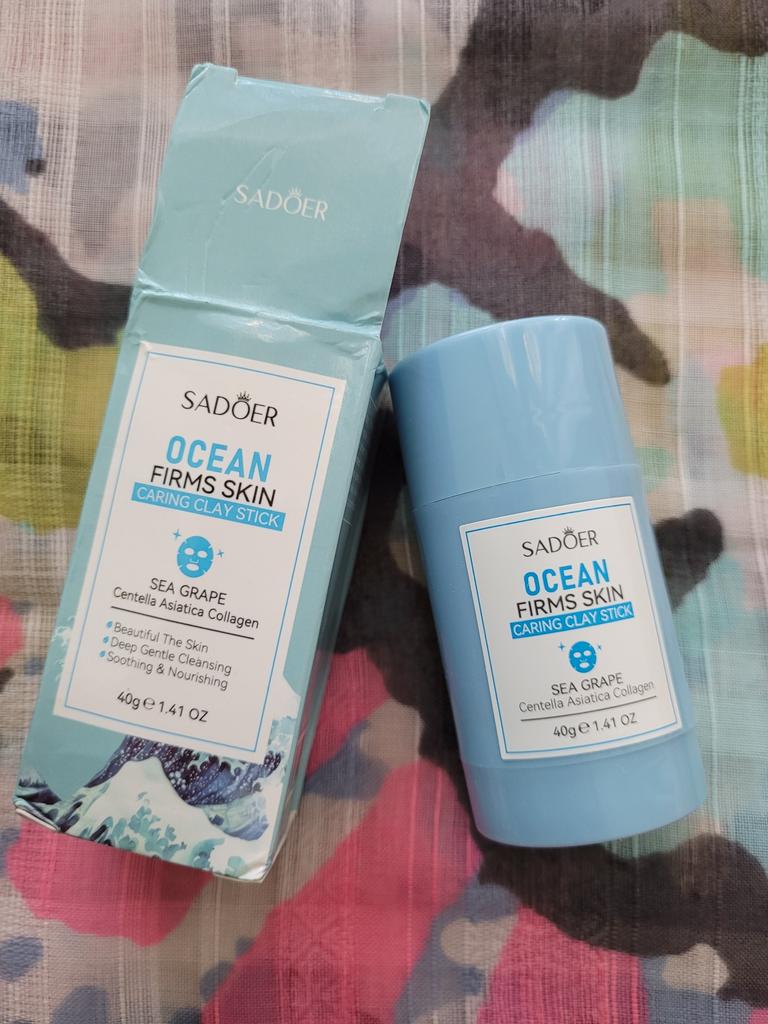 SADOER
SADOER
OCEAN
FIRMS SKIN
CARING CLAY STICK
SEA GRAPE
Centella Asiatica Collagen
Beautiful The Skin
Deep Gentle Cleansing
Soothing & Nourishing
40g ℮ 1.41 OZ
SADOER
OCEAN
FIRMS SKIN
CARING CLAY STICK
SEA GRAPE
Centella Asiatica Collagen
40g ℮ 1.41 OZ